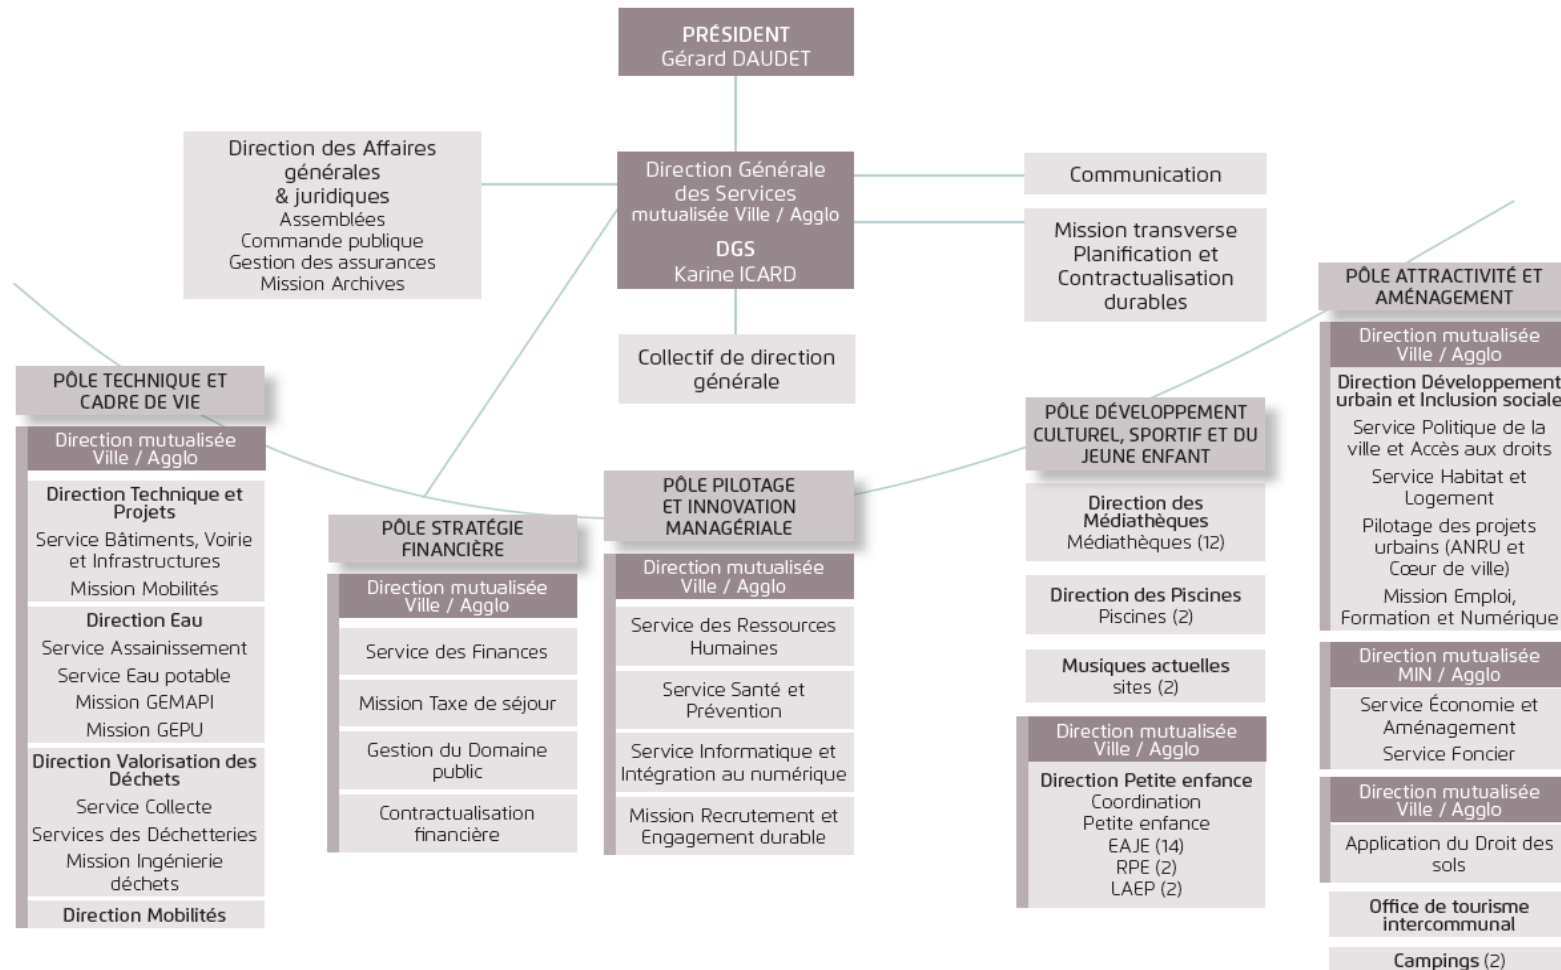 PRÉSIDENT
Gérard DAUDET
Direction des Affaires
générales
& juridiques
Assemblées
Commande publique
Gestion des assurances
Mission Archives
Direction Générale
des Services
mutualisée Ville / Agglo
DGS
Karine ICARD
Communication
Mission transverse
Planification et
Contractualisation
durables
Collectif de direction
générale
PÔLE TECHNIQUE ET
CADRE DE VIE
Direction mutualisée
Ville / Agglo
Direction Technique et
Projets
Service Bâtiments, Voirie
et Infrastructures
Mission Mobilités
Direction Eau
Service Assainissement
Service Eau potable
Mission GEMAPI
Mission GEPU
Direction Valorisation des
Déchets
Service Collecte
Services des Déchetteries
Mission Ingénierie
déchets
Direction Mobilités
PÔLE STRATÉGIE
FINANCIÈRE
Direction mutualisée
Ville / Agglo
Service des Finances
Mission Taxe de séjour
Gestion du Domaine
public
Contractualisation
financière
PÔLE PILOTAGE
ET INNOVATION
MANAGÉRIALE
Direction mutualisée
Ville / Agglo
Service des Ressources
Humaines
Service Santé et
Prévention
Service Informatique et
Intégration au numérique
Mission Recrutement et
Engagement durable
PÔLE DÉVELOPPEMENT
CULTUREL, SPORTIF ET DU
JEUNE ENFANT
Direction des
Médiathèques
Médiathèques (12)
Direction des Piscines
Piscines (2)
Musiques actuelles
sites (2)
Direction mutualisée
Ville / Agglo
Direction Petite enfance
Coordination
Petite enfance
EAJE (14)
RPE (2)
LAEP (2)
PÔLE ATTRACTIVITÉ ET
AMÉNAGEMENT
Direction mutualisée
Ville / Agglo
Direction Développement
urbain et Inclusion sociale
Service Politique de la
ville et Accès aux droits
Service Habitat et
Logement
Pilotage des projets
urbains (ANRU et
Cœur de ville)
Mission Emploi,
Formation et Numérique
Direction mutualisée
MIN / Agglo
Service Économie et
Aménagement
Service Foncier
Direction mutualisée
Ville / Agglo
Application du Droit des
sols
Office de tourisme
intercommunal
Campings (2)